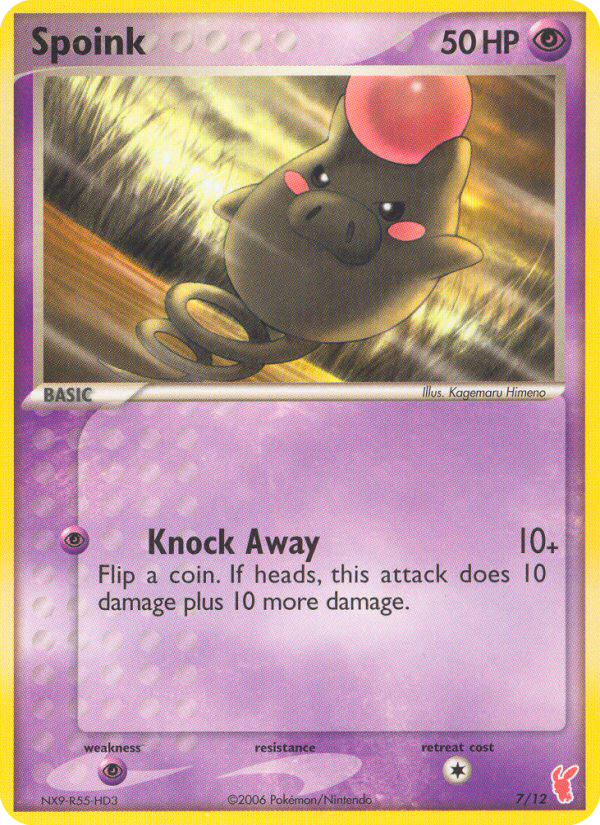 Spoink
50 HP
BASIC
Illus. Kagemaru Himeno
Knock Away
10+
Flip a coin. If heads, this attack does 10
damage plus 10 more damage.
weakness
resistance
retreat cost
NX9-R55-HD3
©2006 Pokémon/Nintendo
7/12